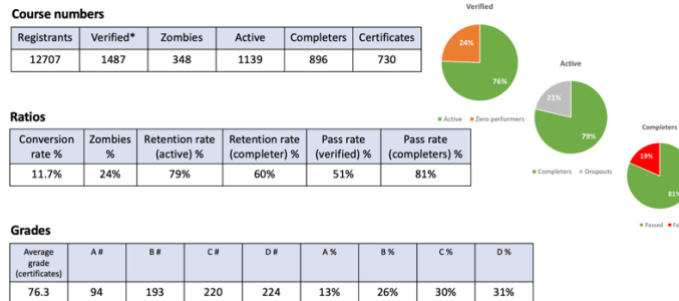 Course numbers
Registrants Verified* Zombies Active Completers Certificates
12707 1487 348 1139 896 730
Ratios
Conversion rate % Zombies % Retention rate (active) % Retention rate (completer) % Pass rate (verified) % Pass rate (completers) %
11.7% 24% 79% 60% 51% 81%
Grades
Average grade (certificates) A # B # C # D # A % B % C % D %
76.3 94 193 220 224 13% 26% 30% 31%
Verified
24%
76%
Active Zero performers
Active
21%
79%
Completers Dropouts
Completers
19%
81%
Passed